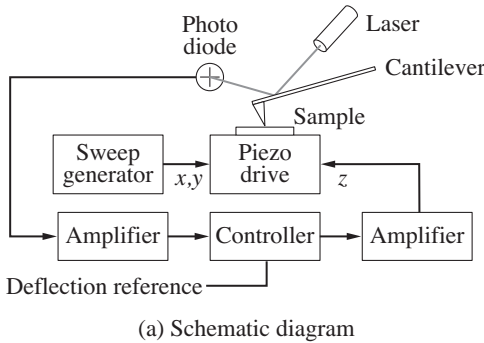 Photo
diode
Laser
Cantilever
Sample
Sweep
generator
x,y
Piezo
drive
z
Amplifier
Controller
Amplifier
Deflection reference
(a) Schematic diagram